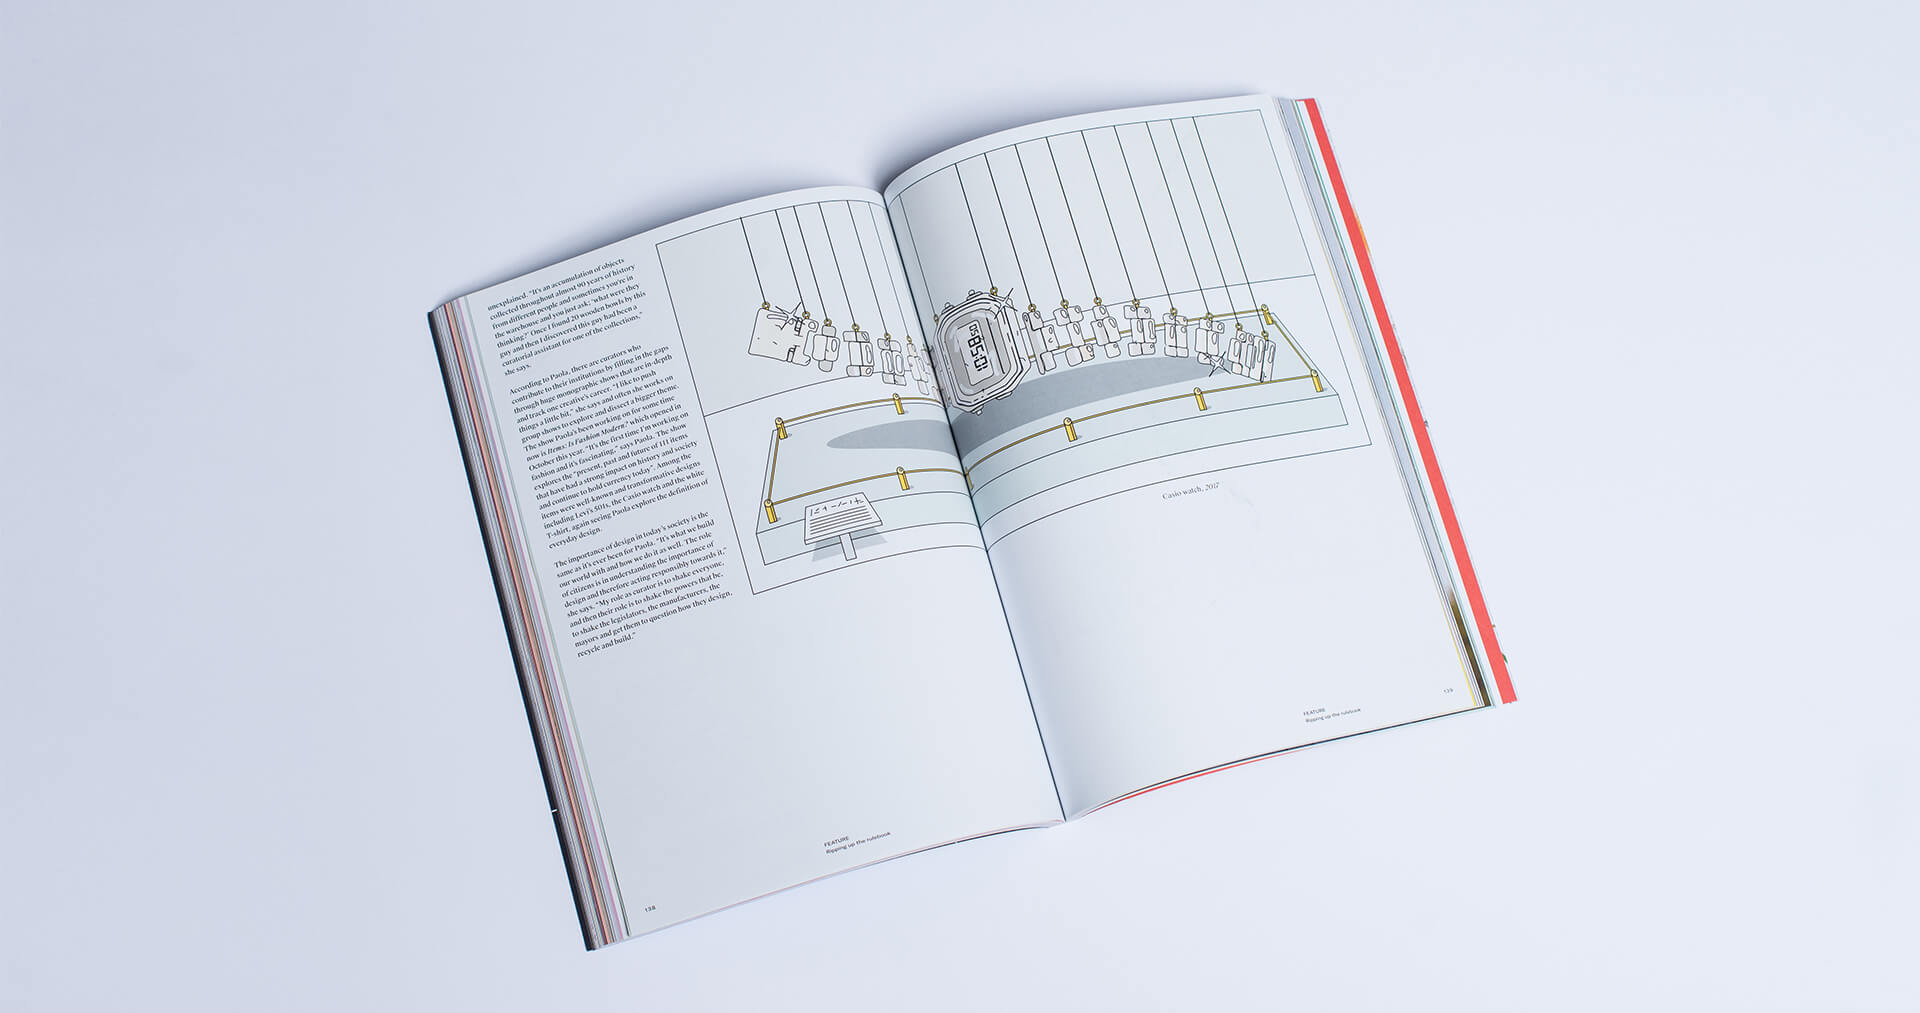 unexplained. "It's an accumulation of objects
collected throughout almost 90 years of history
from different people and sometimes you're in
the warehouse and you just ask; 'what were they
thinking?' Once I found 20 wooden bowls by this
guy and then I discovered this guy had been a
curatorial assistant for one of the collections,"
she says.
According to Paola, there are curators who
contribute to their institutions by filling in the gaps
through huge monographic shows that are in-depth
and track one creative's career. "I like to push
things a little bit," she says and often she works on
group shows to explore and dissect a bigger theme.
The show Paola's been working on for some time
now is Items: Is Fashion Modern? which opened in
October this year. "It's the first time I'm working on
fashion and it's fascinating," says Paola. The show
explores the "present, past and future of 111 items
that have had a strong impact on history and society
and continue to hold currency today". Among the
items were well-known and transformative designs
including Levi's 501s, the Casio watch and the white
T-shirt, again seeing Paola explore the definition of
everyday design.
The importance of design in today's society is the
same as it's ever been for Paola. "It's what we build
our world with and how we do it as well. The role
of citizens is in understanding the importance of
design and therefore acting responsibly towards it,"
she says. "My role as curator is to shake everyone,
and then their role is to shake the powers that be,
to shake the legislators, the manufacturers, the
mayors and get them to question how they design,
recycle and build."
FEATURE
Ripping up the rulebook
138
10:58
Casio watch, 2017
FEATURE
Ripping up the rulebook
139